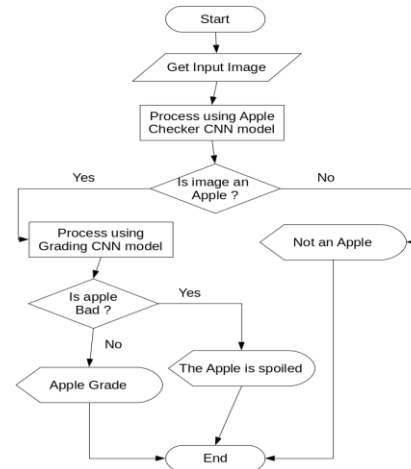 Start
Get Input Image
Process using Apple
Checker CNN model
Is image an
Apple ?
Yes
No
Process using
Grading CNN model
Not an Apple
Is apple
Bad ?
Yes
No
Apple Grade
The Apple is spoiled
End